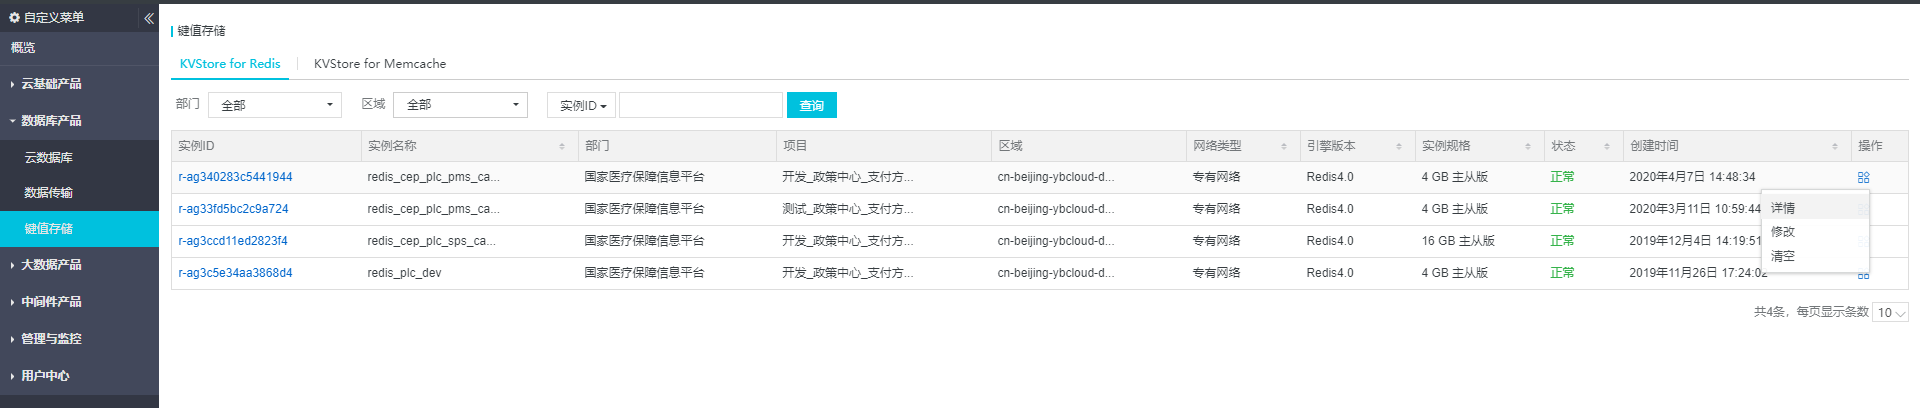 自定义菜单
概览
云基础产品
数据库产品
云数据库
数据传输
键值存储
大数据产品
中间件产品
管理与监控
用户中心
键值存储
KVStore for Redis KVStore for Memcache
部门 全部 区域 全部 实例ID 查询
实例ID 实例名称 部门 项目 区域 网络类型 引擎版本 实例规格 状态 创建时间 操作
r-ag340283c5441944 redis_cep_plc_pms_ca... 国家医疗保障信息平台 开发_政策中心_支付方... cn-beijing-ybcloud-d... 专有网络 Redis4.0 4 GB 主从版 正常 2020年4月7日 14:48:34
r-ag33fd5bc2c9a724 redis_cep_plc_pms_ca... 国家医疗保障信息平台 测试_政策中心_支付方... cn-beijing-ybcloud-d... 专有网络 Redis4.0 4 GB 主从版 正常 2020年3月11日 10:59:44
r-ag3ccd11ed2823f4 redis_cep_plc_sps_ca... 国家医疗保障信息平台 开发_政策中心_支付方... cn-beijing-ybcloud-d... 专有网络 Redis4.0 16 GB 主从版 正常 2019年12月4日 14:19:51
r-ag3c5e34aa3868d4 redis_plc_dev 国家医疗保障信息平台 开发_政策中心_支付方... cn-beijing-ybcloud-d... 专有网络 Redis4.0 4 GB 主从版 正常 2019年11月26日 17:24:02
详情
修改
清空
共4条，每页显示条数 10